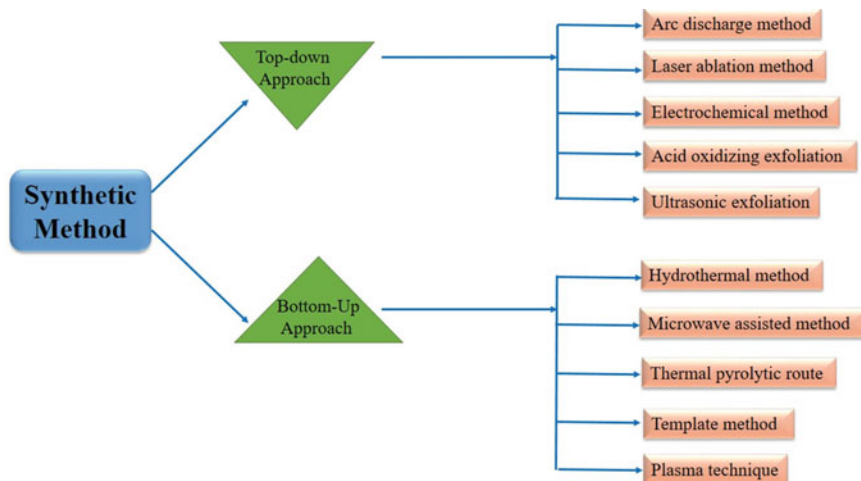 Synthetic
Method
Top-down
Approach
Arc discharge method
Laser ablation method
Electrochemical method
Acid oxidizing exfoliation
Ultrasonic exfoliation
Bottom-Up
Approach
Hydrothermal method
Microwave assisted method
Thermal pyrolytic route
Template method
Plasma technique